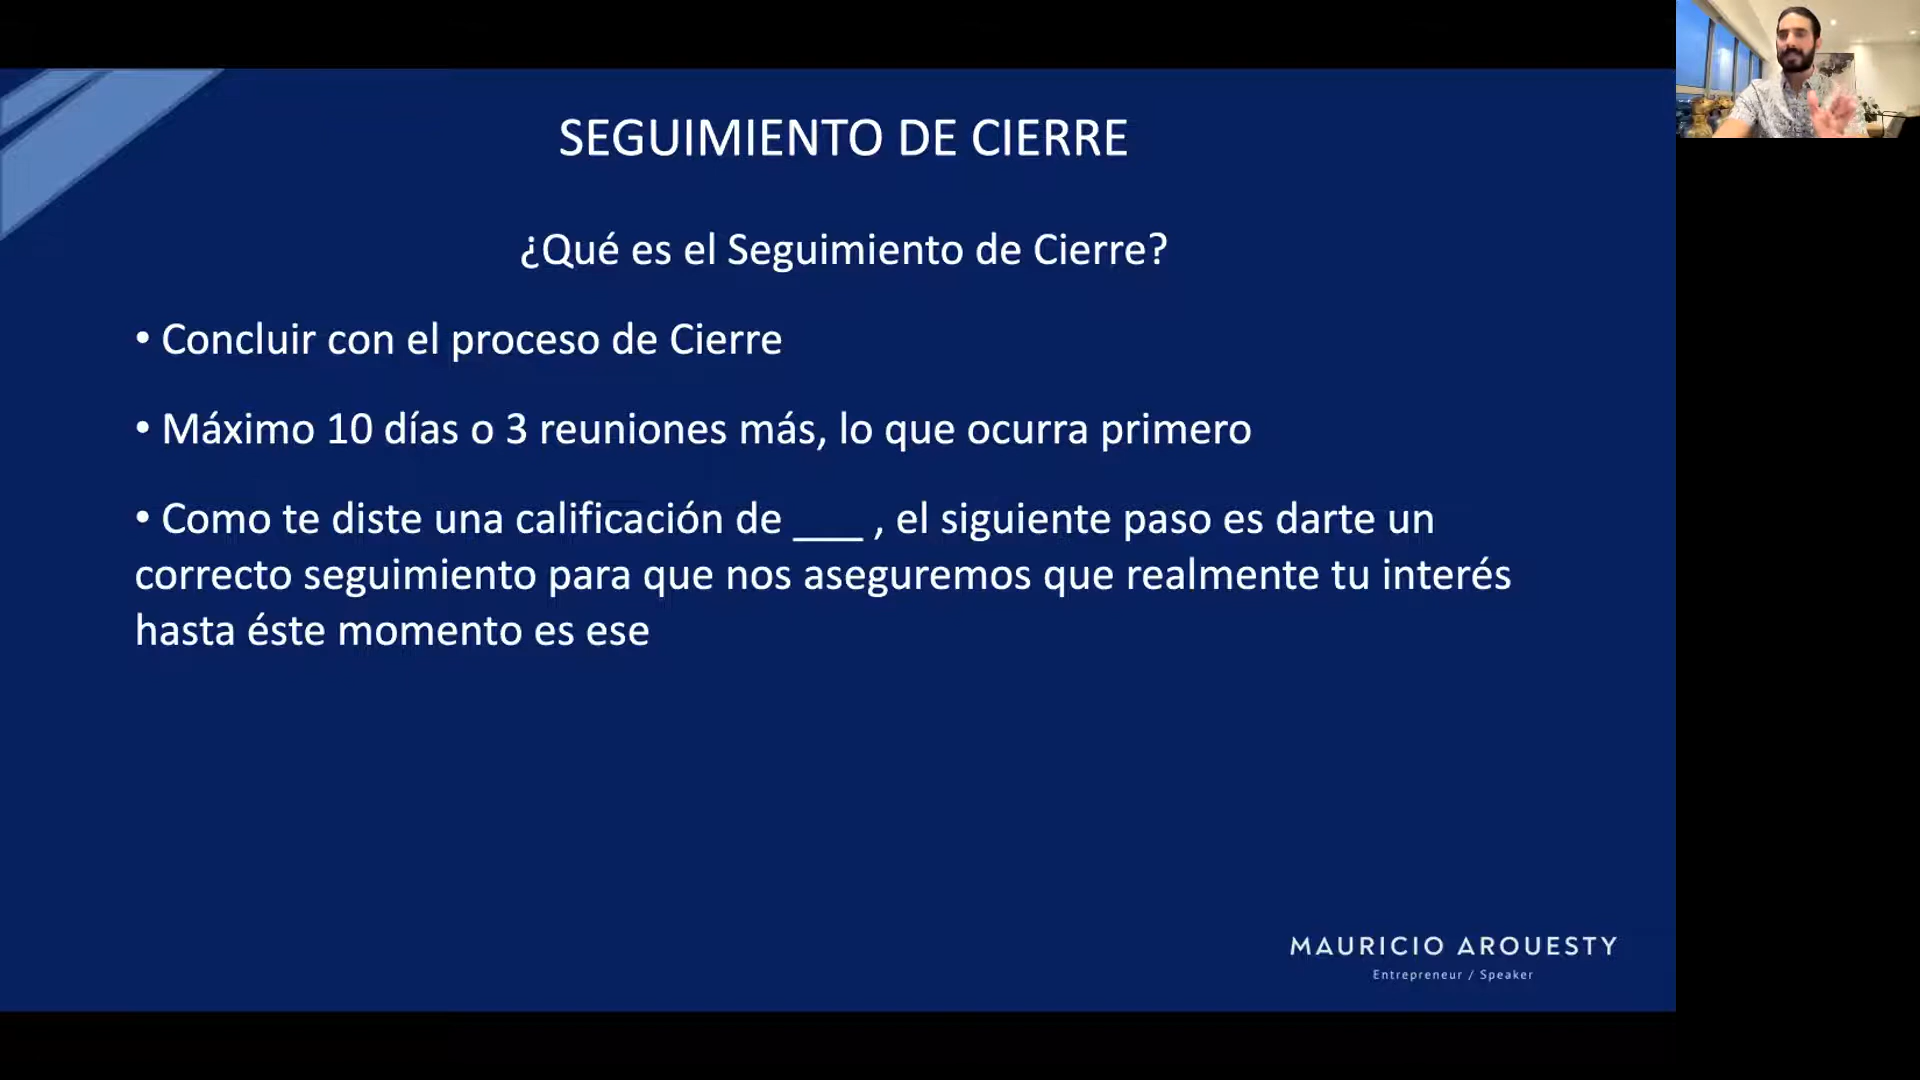 SEGUIMIENTO DE CIERRE
¿Qué es el Seguimiento de Cierre?
• Concluir con el proceso de Cierre
• Máximo 10 días o 3 reuniones más, lo que ocurra primero
• Como te diste una calificación de ___ , el siguiente paso es darte un
correcto seguimiento para que nos aseguremos que realmente tu interés
hasta éste momento es ese
MAURICIO AROUESTY
Entrepreneur / Speaker